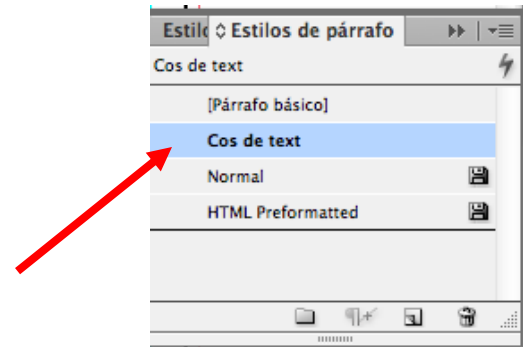 Estilo Estilos de párrafo
Cos de text
[Párrafo básico]
Cos de text
Normal
HTML Preformatted